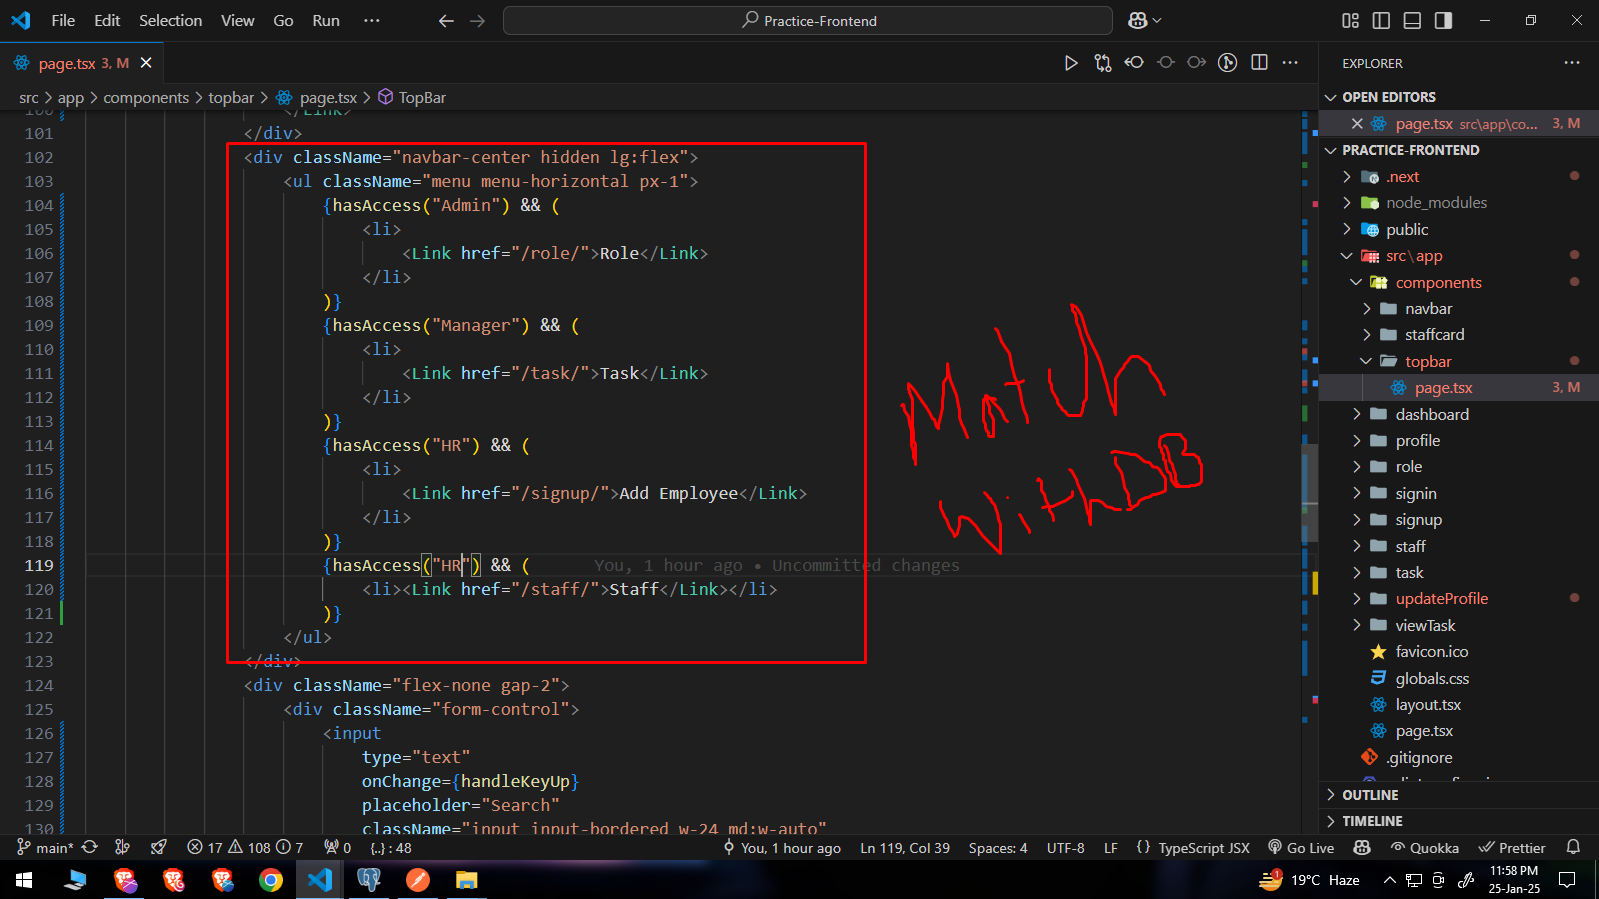 File Edit Selection View Go Run ··· Practice-Frontend
page.tsx 3, M
src > app > components > topbar > page.tsx > TopBar
</Link>
101 </div>
102 <div className="navbar-center hidden lg:flex">
103 <ul className="menu menu-horizontal px-1">
104 {hasAccess("Admin") && (
105 <li>
106 <Link href="/role/">Role</Link>
107 </li>
108 )}
109 {hasAccess("Manager") && (
110 <li>
111 <Link href="/task/">Task</Link>
112 </li>
113 )}
114 {hasAccess("HR") && (
115 <li>
116 <Link href="/signup/">Add Employee</Link>
117 </li>
118 )}
119 {hasAccess("HR") && ( You, 1 hour ago • Uncommitted changes
120 <li><Link href="/staff/">Staff</Link></li>
121 )}
122 </ul>
123 </div>
124 <div className="flex-none gap-2">
125 <div className="form-control">
126 <input
127 type="text"
128 onChange={handleKeyUp}
129 placeholder="Search"
130 className="input input-bordered w-24 md:w-auto"
Match
With DB
EXPLORER ···
OPEN EDITORS
page.tsx src\app\co... 3, M
PRACTICE-FRONTEND
.next
node_modules
public
src\app
components
navbar
staffcard
topbar
page.tsx 3, M
dashboard
profile
role
signin
signup
staff
task
updateProfile
viewTask
favicon.ico
globals.css
layout.tsx
page.tsx
.gitignore
OUTLINE
TIMELINE
main* 17 108 7 0 {..} : 48 You, 1 hour ago Ln 119, Col 39 Spaces: 4 UTF-8 LF {} TypeScript JSX Go Live Quokka Prettier
1 19°C Haze 11:58 PM
25-Jan-25